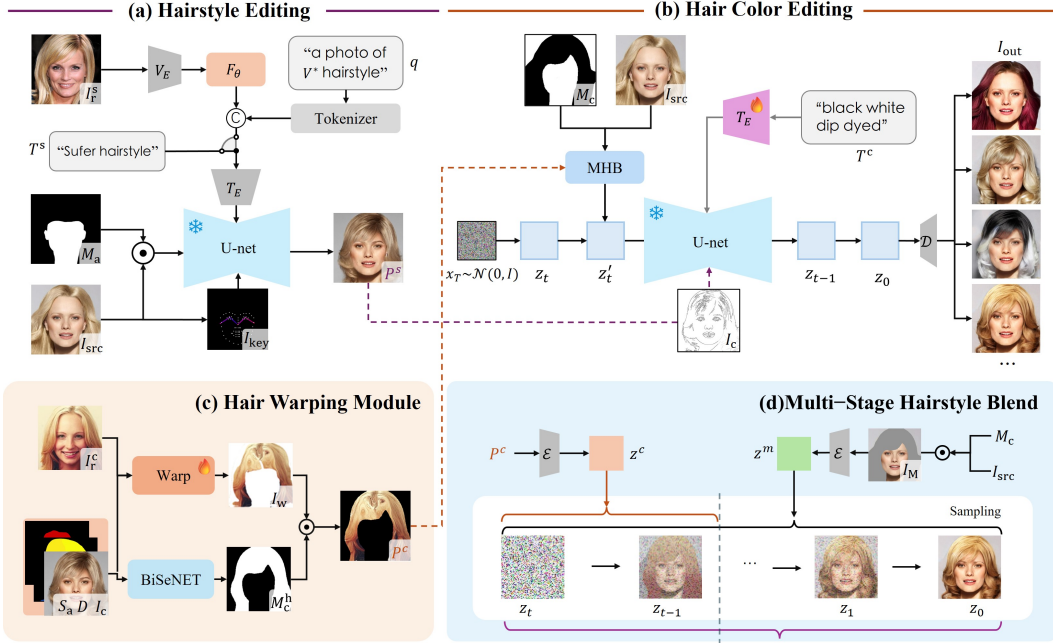 (a) Hairstyle Editing
(b) Hair Color Editing
I_r^s
V_E
F_θ
“a photo of
V* hairstyle”
q
C
Tokenizer
T^s
“Sufer hairstyle”
T_E
M_a
U-net
P^s
I_src
I_key
M_c
I_src
MHB
T_E
“black white
dip dyed”
T^c
x_T~𝒩(0, I)
z_t
z_t′
U-net
z_{t−1}
z_0
𝒟
I_out
I_c
...
(c) Hair Warping Module
I_r^c
Warp
I_w
BiSeNET
M_c^h
P^c
S_a D I_c
(d)Multi−Stage Hairstyle Blend
P^c
ℰ
z^c
z^m
ℰ
I_M
M_c
I_src
Sampling
...
z_t
z_{t−1}
z_1
z_0